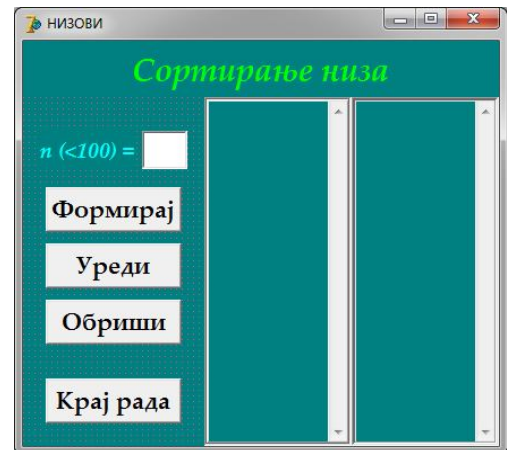 НИЗОВИ
Сортирање низа
n (<100) =
Формирај
Уреди
Обриши
Крај рада